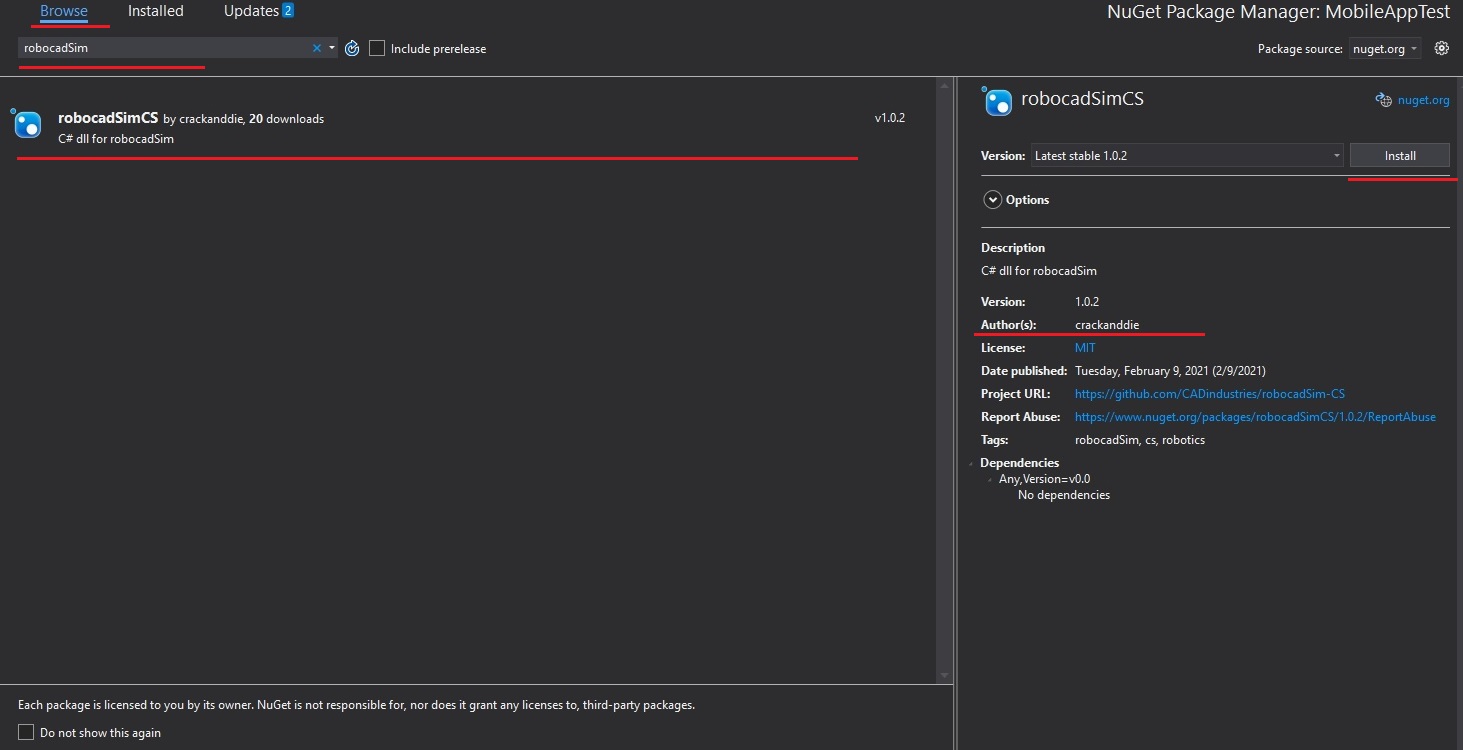 Browse
Installed
Updates 2
NuGet Package Manager: MobileAppTest
robocadSim
Include prerelease
Package source: nuget.org
robocadSimCS by crackanddie, 20 downloads
v1.0.2
C# dll for robocadSim
robocadSimCS
nuget.org
Version: Latest stable 1.0.2
Install
Options
Description
C# dll for robocadSim
Version: 1.0.2
Author(s): crackanddie
License: MIT
Date published: Tuesday, February 9, 2021 (2/9/2021)
Project URL: https://github.com/CADindustries/robocadSim-CS
Report Abuse: https://www.nuget.org/packages/robocadSimCS/1.0.2/ReportAbuse
Tags: robocadSim, cs, robotics
Dependencies
Any,Version=v0.0
No dependencies
Each package is licensed to you by its owner. NuGet is not responsible for, nor does it grant any licenses to, third-party packages.
Do not show this again